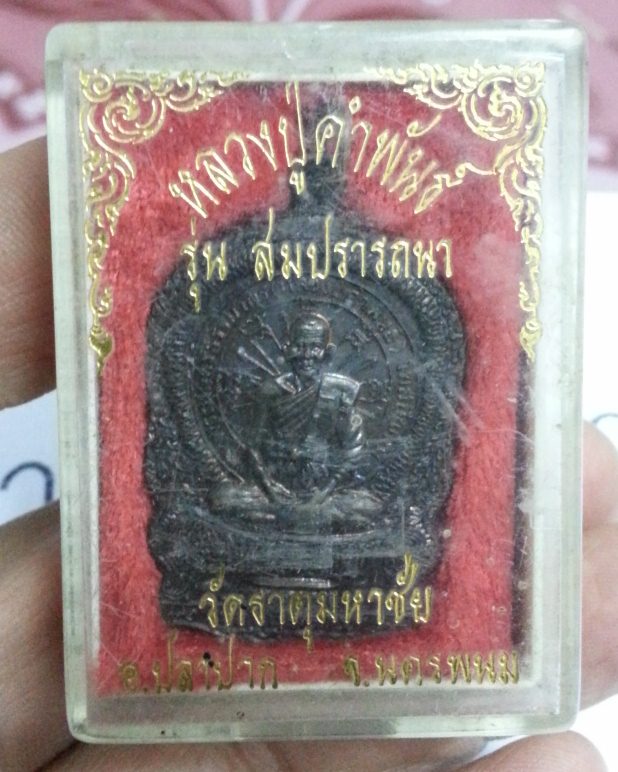 หลวงปู่คำพันธ์
รุ่น สมปรารถนา
วัดธาตุมหาชัย
อ.ปลาปาก จ.นครพนม